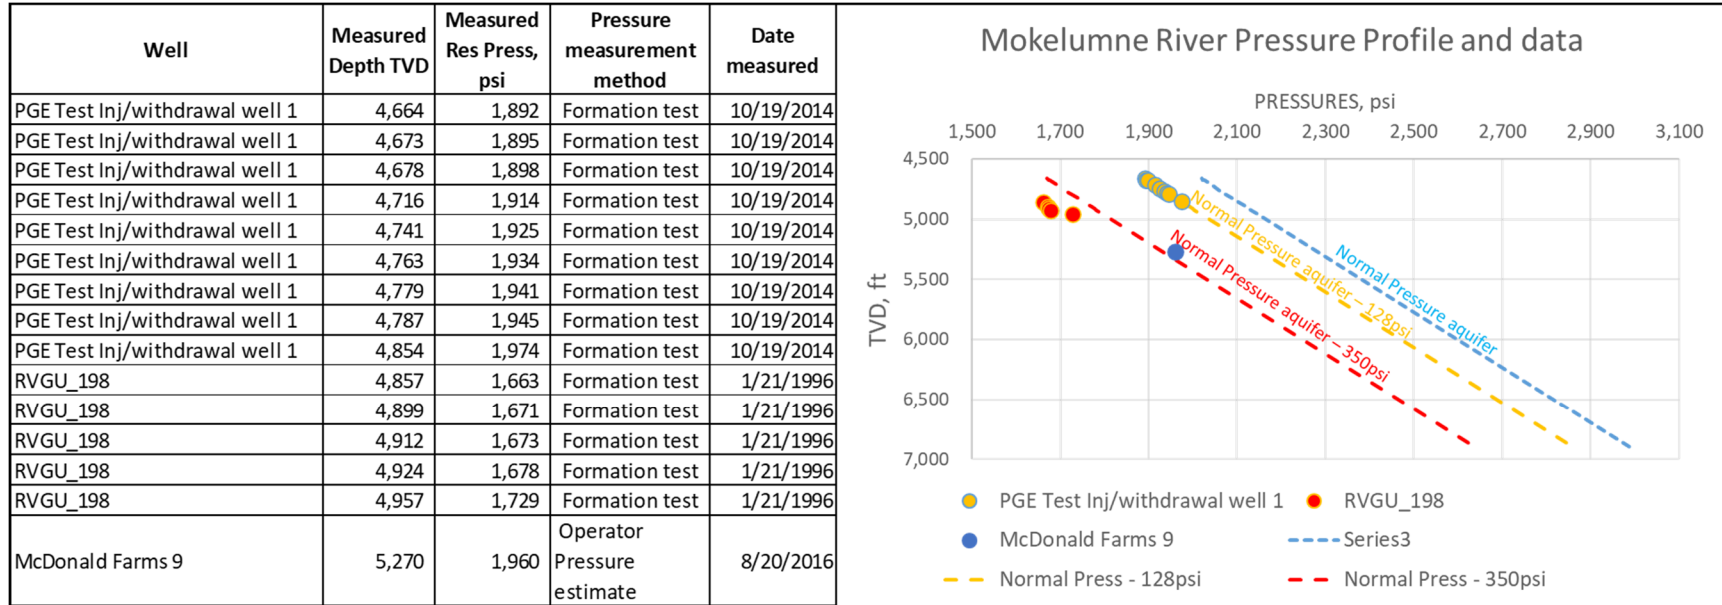 Well Measured Depth TVD Measured Res Press, psi Pressure measurement method Date measured
PGE Test Inj/withdrawal well 1 4,664 1,892 Formation test 10/19/2014
PGE Test Inj/withdrawal well 1 4,673 1,895 Formation test 10/19/2014
PGE Test Inj/withdrawal well 1 4,678 1,898 Formation test 10/19/2014
PGE Test Inj/withdrawal well 1 4,716 1,914 Formation test 10/19/2014
PGE Test Inj/withdrawal well 1 4,741 1,925 Formation test 10/19/2014
PGE Test Inj/withdrawal well 1 4,763 1,934 Formation test 10/19/2014
PGE Test Inj/withdrawal well 1 4,779 1,941 Formation test 10/19/2014
PGE Test Inj/withdrawal well 1 4,787 1,945 Formation test 10/19/2014
PGE Test Inj/withdrawal well 1 4,854 1,974 Formation test 10/19/2014
RVGU_198 4,857 1,663 Formation test 1/21/1996
RVGU_198 4,899 1,671 Formation test 1/21/1996
RVGU_198 4,912 1,673 Formation test 1/21/1996
RVGU_198 4,924 1,678 Formation test 1/21/1996
RVGU_198 4,957 1,729 Formation test 1/21/1996
McDonald Farms 9 5,270 1,960 Operator Pressure estimate 8/20/2016
Mokelumne River Pressure Profile and data
PRESSURES, psi
1,500 1,700 1,900 2,100 2,300 2,500 2,700 2,900 3,100
4,500
5,000
5,500
6,000
6,500
7,000
TVD, ft
Normal Pressure aquifer
Normal Pressure aquifer – 128psi
Normal Pressure aquifer – 350psi
PGE Test Inj/withdrawal well 1 RVGU_198
McDonald Farms 9 Series3
Normal Press - 128psi Normal Press - 350psi